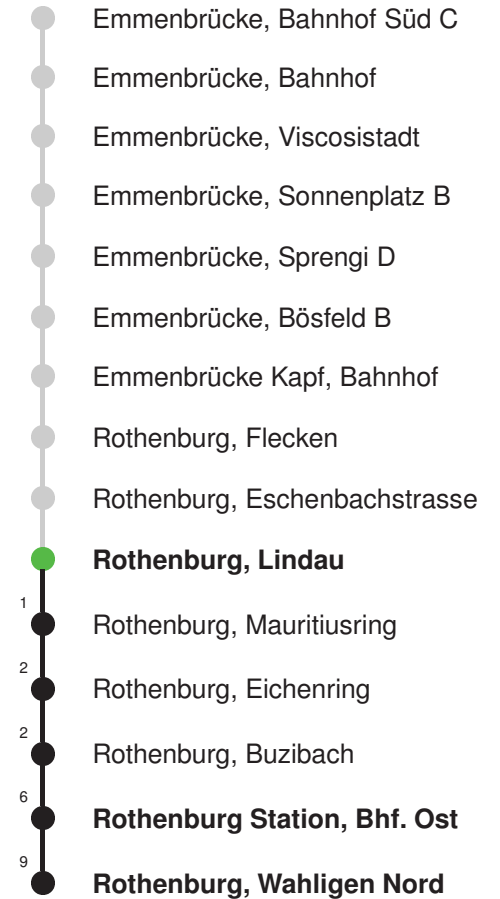 Emmenbrücke, Bahnhof Süd C
Emmenbrücke, Bahnhof
Emmenbrücke, Viscosistadt
Emmenbrücke, Sonnenplatz B
Emmenbrücke, Sprengi D
Emmenbrücke, Bösfeld B
Emmenbrücke Kapf, Bahnhof
Rothenburg, Flecken
Rothenburg, Eschenbachstrasse
Rothenburg, Lindau
1 Rothenburg, Mauritiusring
2 Rothenburg, Eichenring
2 Rothenburg, Buzibach
6 Rothenburg Station, Bhf. Ost
9 Rothenburg, Wahligen Nord